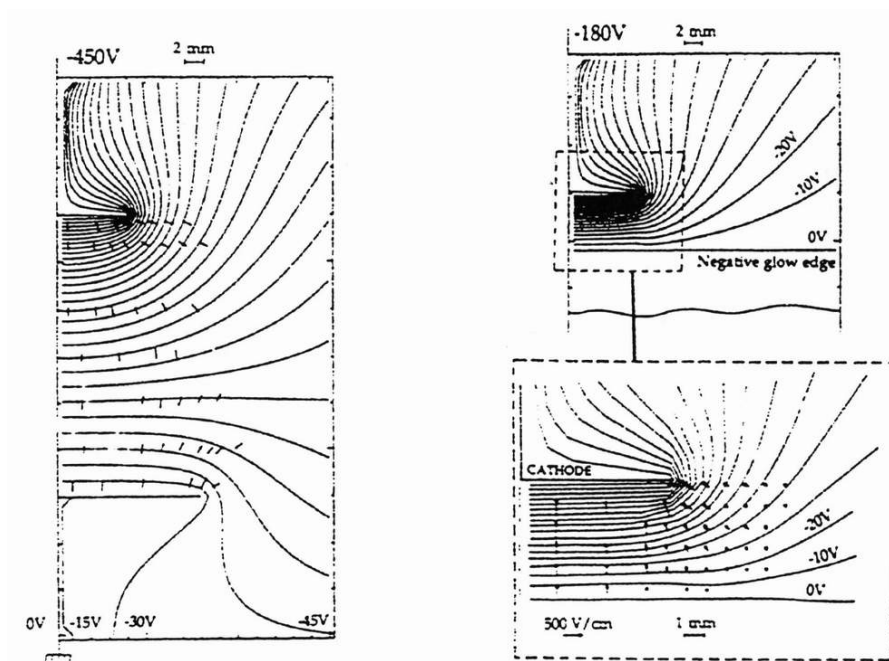 -450V
2 mm
0V
-15V
-30V
-45V
-180V
2 mm
-20V
-10V
0V
Negative glow edge
CATHODE
-20V
-10V
0V
500 V/cm
1 mm